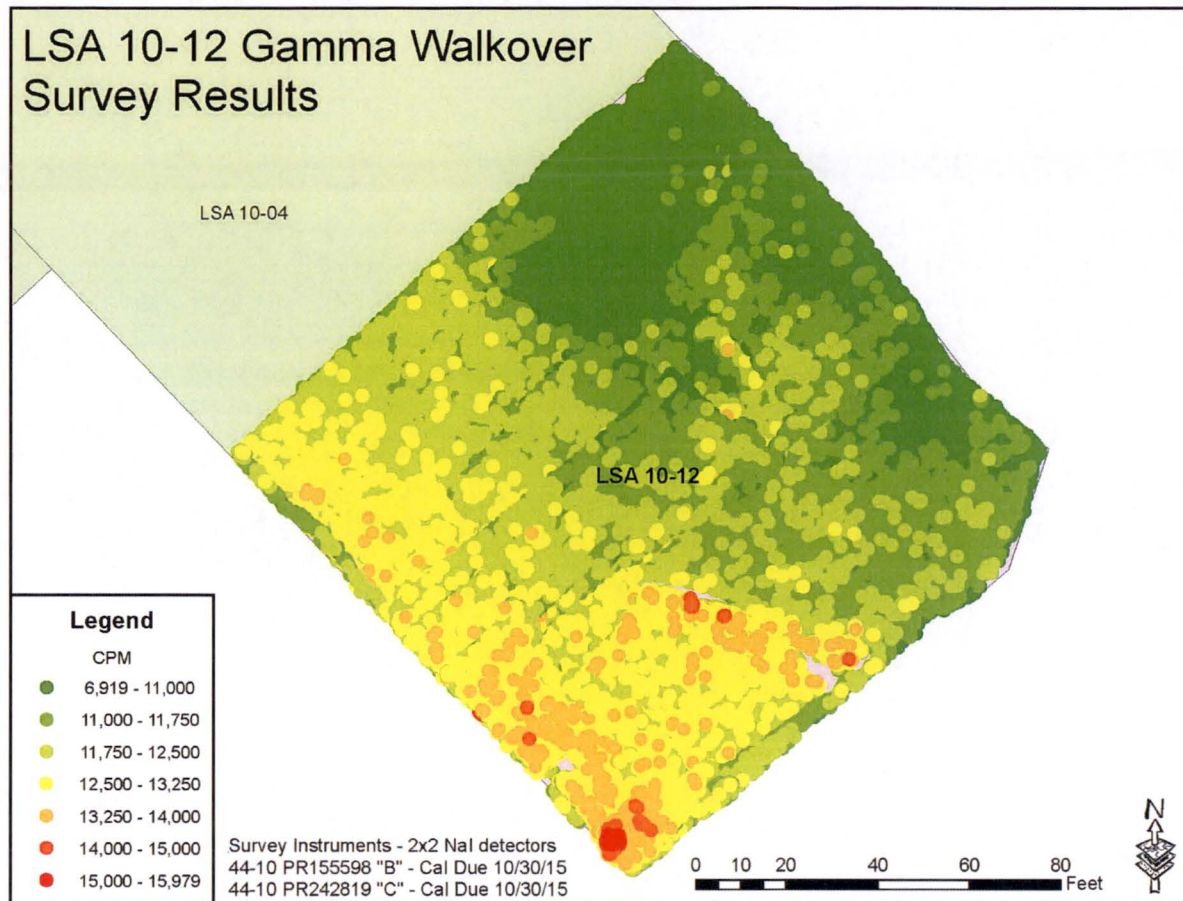 LSA 10-12 Gamma Walkover
Survey Results
LSA 10-04
LSA 10-12
Legend
CPM
6,919 - 11,000
11,000 - 11,750
11,750 - 12,500
12,500 - 13,250
13,250 - 14,000
14,000 - 15,000
15,000 - 15,979
Survey Instruments - 2x2 NaI detectors
44-10 PR155598 "B" - Cal Due 10/30/15
44-10 PR242819 "C" - Cal Due 10/30/15
0 10 20 40 60 80
Feet
N